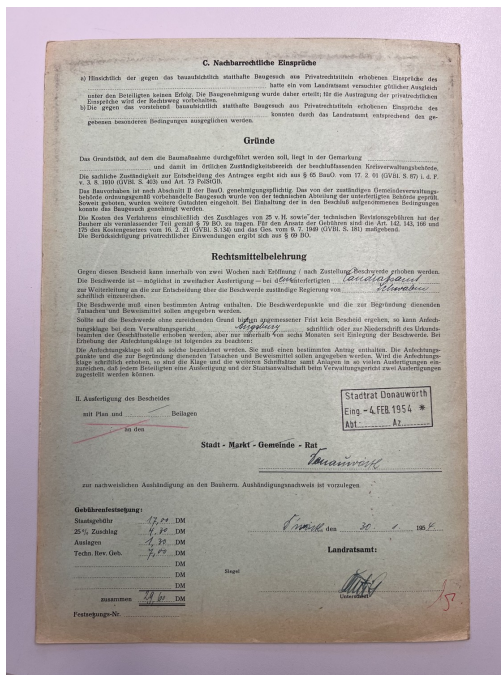 C. Nachbarrechtliche Einsprüche
a) Hinsichtlich der gegen das bauaufsichtlich statthafte Baugesuch aus Privatrechtstiteln erhobenen Einsprüche des
hatte ein vom Landratsamt versuchter gütlicher Ausgleich
unter den Beteiligten keinen Erfolg. Die Baugenehmigung wurde daher erteilt; für die Austragung der privatrechtlichen
Einsprüche wird der Rechtsweg vorbehalten.
b) Die gegen das vorstehend bauaufsichtlich statthafte Baugesuch aus Privatrechtstiteln erhobenen Einsprüche des
konnten durch das Landratsamt entsprechend den ge-
gebenen besonderen Bedingungen ausgeglichen werden.
Gründe
Das Grundstück, auf dem die Baumaßnahme durchgeführt werden soll, liegt in der Gemarkung
und damit im örtlichen Zuständigkeitsbereich der beschlußfassenden Kreisverwaltungsbehörde.
Die sachliche Zuständigkeit zur Entscheidung des Antrages ergibt sich aus § 65 BauO. v. 17. 2. 01 (GVBl. S. 87) i. d. F.
v. 3. 8. 1910 (GVBl. S. 403) und Art. 73 PolStGB.
Das Bauvorhaben ist nach Abschnitt II der BauO. genehmigungspflichtig. Das von der zuständigen Gemeindeverwaltungs-
behörde ordnungsgemäß vorbehandelte Baugesuch wurde von der technischen Abteilung der unterfertigten Behörde geprüft.
Soweit geboten, wurden weitere Gutachten eingeholt. Bei Einhaltung der in den Beschluß aufgenommenen Bedingungen
konnte das Baugesuch genehmigt werden.
Die Kosten des Verfahrens einschließlich des Zuschlages von 25 v. H. sowie der technischen Revisionsgebühren hat der
Bauherr als veranlassender Teil gemäß § 79 BO. zu tragen. Für den Ansatz der Gebühren sind die Art. 142, 143, 166 und
175 des Kostengesetzes vom 16. 2. 21 (GVBl. S.134) und das Ges. vom 9. 7. 1949 (GVBl. S. 181) maßgebend.
Die Berücksichtigung privatrechtlicher Einwendungen ergibt sich aus § 69 BO.
Rechtsmittelbelehrung
Gegen diesen Bescheid kann innerhalb von zwei Wochen nach Eröffnung / nach Zustellung Beschwerde erhoben werden.
Die Beschwerde ist — möglichst in zweifacher Ausfertigung — bei dem unterfertigten Landratsamt
zur Weiterleitung an die zur Entscheidung über die Beschwerde zuständige Regierung von Schwaben
schriftlich einzureichen.
Die Beschwerde muß einen bestimmten Antrag enthalten. Die Beschwerdepunkte und die zur Begründung dienenden
Tatsachen und Beweismittel sollen angegeben werden.
Sollte auf die Beschwerde ohne zureichenden Grund binnen angemessener Frist kein Bescheid ergehen, so kann Anfech-
tungsklage bei dem Verwaltungsgericht Augsburg schriftlich oder zur Niederschrift des Urkunds-
beamten der Geschäftsstelle erhoben werden, aber nur innerhalb von sechs Monaten seit Einlegung der Beschwerde. Bei
Erhebung der Anfechtungsklage ist folgendes zu beachten:
Die Anfechtungsklage soll als solche bezeichnet werden. Sie muß einen bestimmten Antrag enthalten. Die Anfechtungs-
punkte und die zur Begründung dienenden Tatsachen und Beweismittel sollen angegeben werden. Wird die Anfechtungs-
klage schriftlich erhoben, so sind die Klage und die weiteren Schriftsätze samt Anlagen in so vielen Ausfertigungen ein-
zureichen, daß jedem Beteiligten eine Ausfertigung und der Staatsanwaltschaft beim Verwaltungsgericht zwei Ausfertigungen
zugestellt werden können.
II. Ausfertigung des Bescheides
mit Plan und Beilagen
an den
Stadtrat Donauwörth
Eing. - 4. FEB. 1954 *
Abt. Az.
Stadt - Markt - Gemeinde - Rat
Donauwörth
zur nachweislichen Aushändigung an den Bauherrn. Aushändigungsnachweis ist vorzulegen.
Gebührenfestsetzung:
Staatsgebühr 17,00 DM
25% Zuschlag 4,30 DM
Auslagen 1,30 DM
Techn. Rev. Geb. 7,00 DM
DM
DM
DM
zusammen 29,60 DM
Festsetzungs-Nr.
den 30. 1954
Landratsamt:
Siegel
Unterschrift